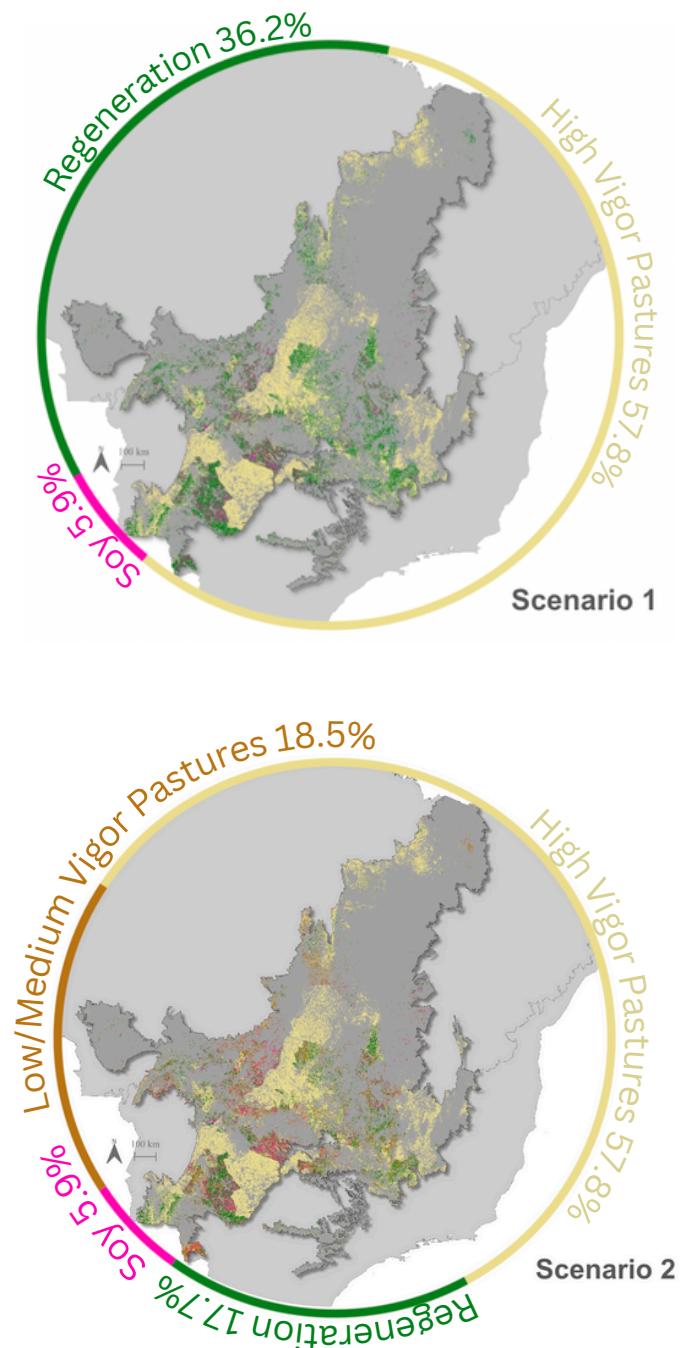 Regeneration 36.2%
High Vigor Pastures 57.8%
N
100 km
Soy 5.9%
Scenario 1
Low/Medium Vigor Pastures 18.5%
High Vigor Pastures 57.8%
N
100 km
Soy 5.9%
Regeneration 17.7%
Scenario 2